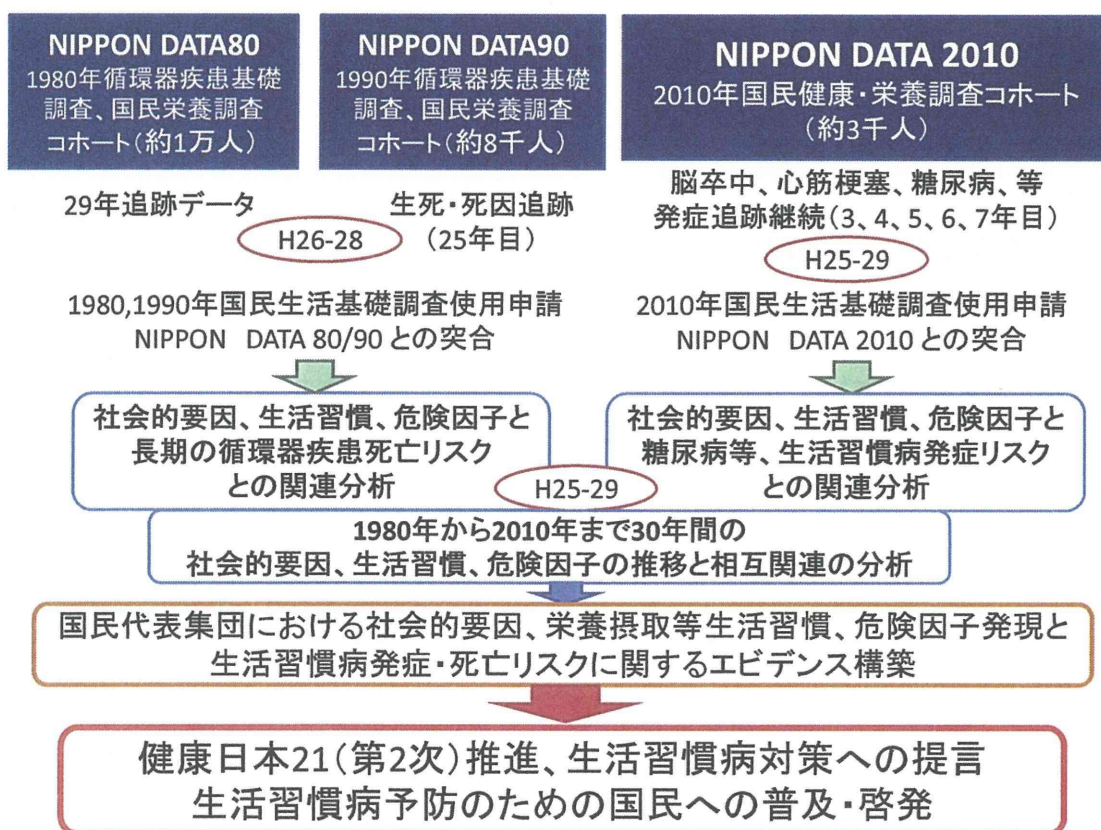 NIPPON DATA80
1980年循環器疾患基礎
調査、国民栄養調査
コホート(約1万人)
NIPPON DATA90
1990年循環器疾患基礎
調査、国民栄養調査
コホート(約8千人)
NIPPON DATA 2010
2010年国民健康・栄養調査コホート
(約3千人)
29年追跡データ
生死・死因追跡
(25年目)
H26-28
脳卒中、心筋梗塞、糖尿病、等
発症追跡継続(3、4、5、6、7年目)
H25-29
1980,1990年国民生活基礎調査使用申請
NIPPON DATA 80/90 との突合
2010年国民生活基礎調査使用申請
NIPPON DATA 2010 との突合
社会的要因、生活習慣、危険因子と
長期の循環器疾患死亡リスク
との関連分析
社会的要因、生活習慣、危険因子と
糖尿病等、生活習慣病発症リスク
との関連分析
H25-29
1980年から2010年まで30年間の
社会的要因、生活習慣、危険因子の推移と相互関連の分析
国民代表集団における社会的要因、栄養摂取等生活習慣、危険因子発現と
生活習慣病発症・死亡リスクに関するエビデンス構築
健康日本21(第2次)推進、生活習慣病対策への提言
生活習慣病予防のための国民への普及・啓発